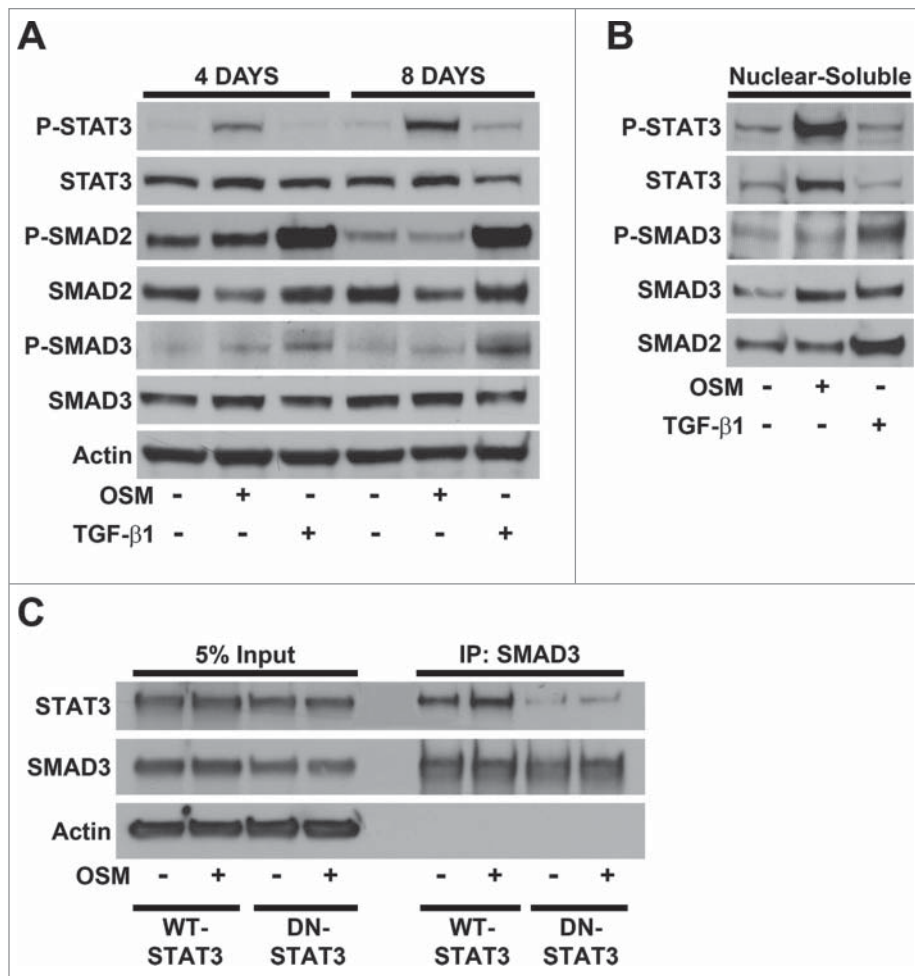 A
4 DAYS 8 DAYS
P-STAT3
STAT3
P-SMAD2
SMAD2
P-SMAD3
SMAD3
Actin
OSM - + - - + -
TGF-β1 - - + - - +
B
Nuclear-Soluble
P-STAT3
STAT3
P-SMAD3
SMAD3
SMAD2
OSM - + -
TGF-β1 - - +
C
5% Input IP: SMAD3
STAT3
SMAD3
Actin
OSM - + - + - + - +
WT- DN- WT- DN-
STAT3 STAT3 STAT3 STAT3